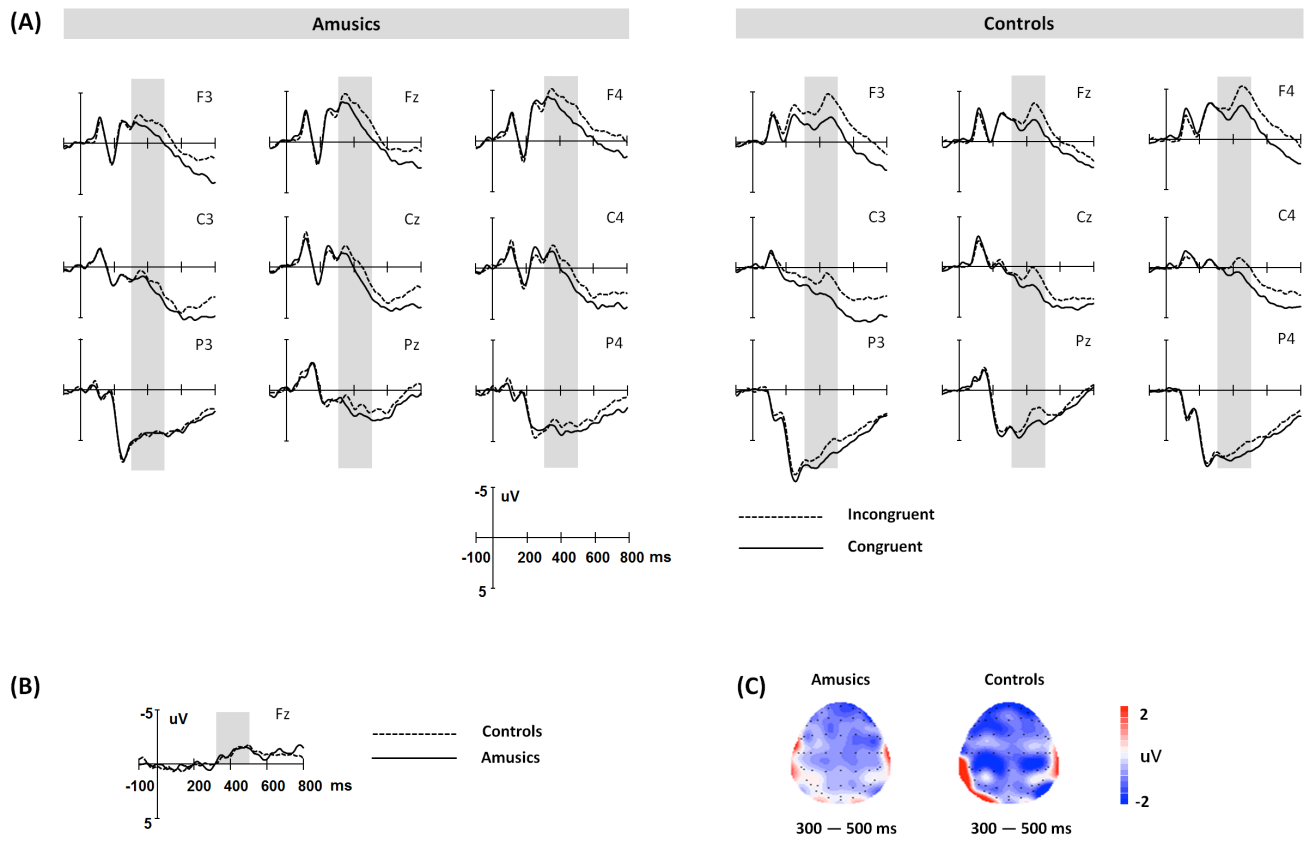 (A)
Amusics
Controls
F3
Fz
F4
F3
Fz
F4
C3
Cz
C4
C3
Cz
C4
P3
Pz
P4
P3
Pz
P4
-5
uV
-100 200 400 600 800 ms
5
Incongruent
Congruent
(B)
-5
uV
Fz
-100 200 400 600 800 ms
5
Controls
Amusics
(C)
Amusics
Controls
2
uV
-2
300 — 500 ms
300 — 500 ms